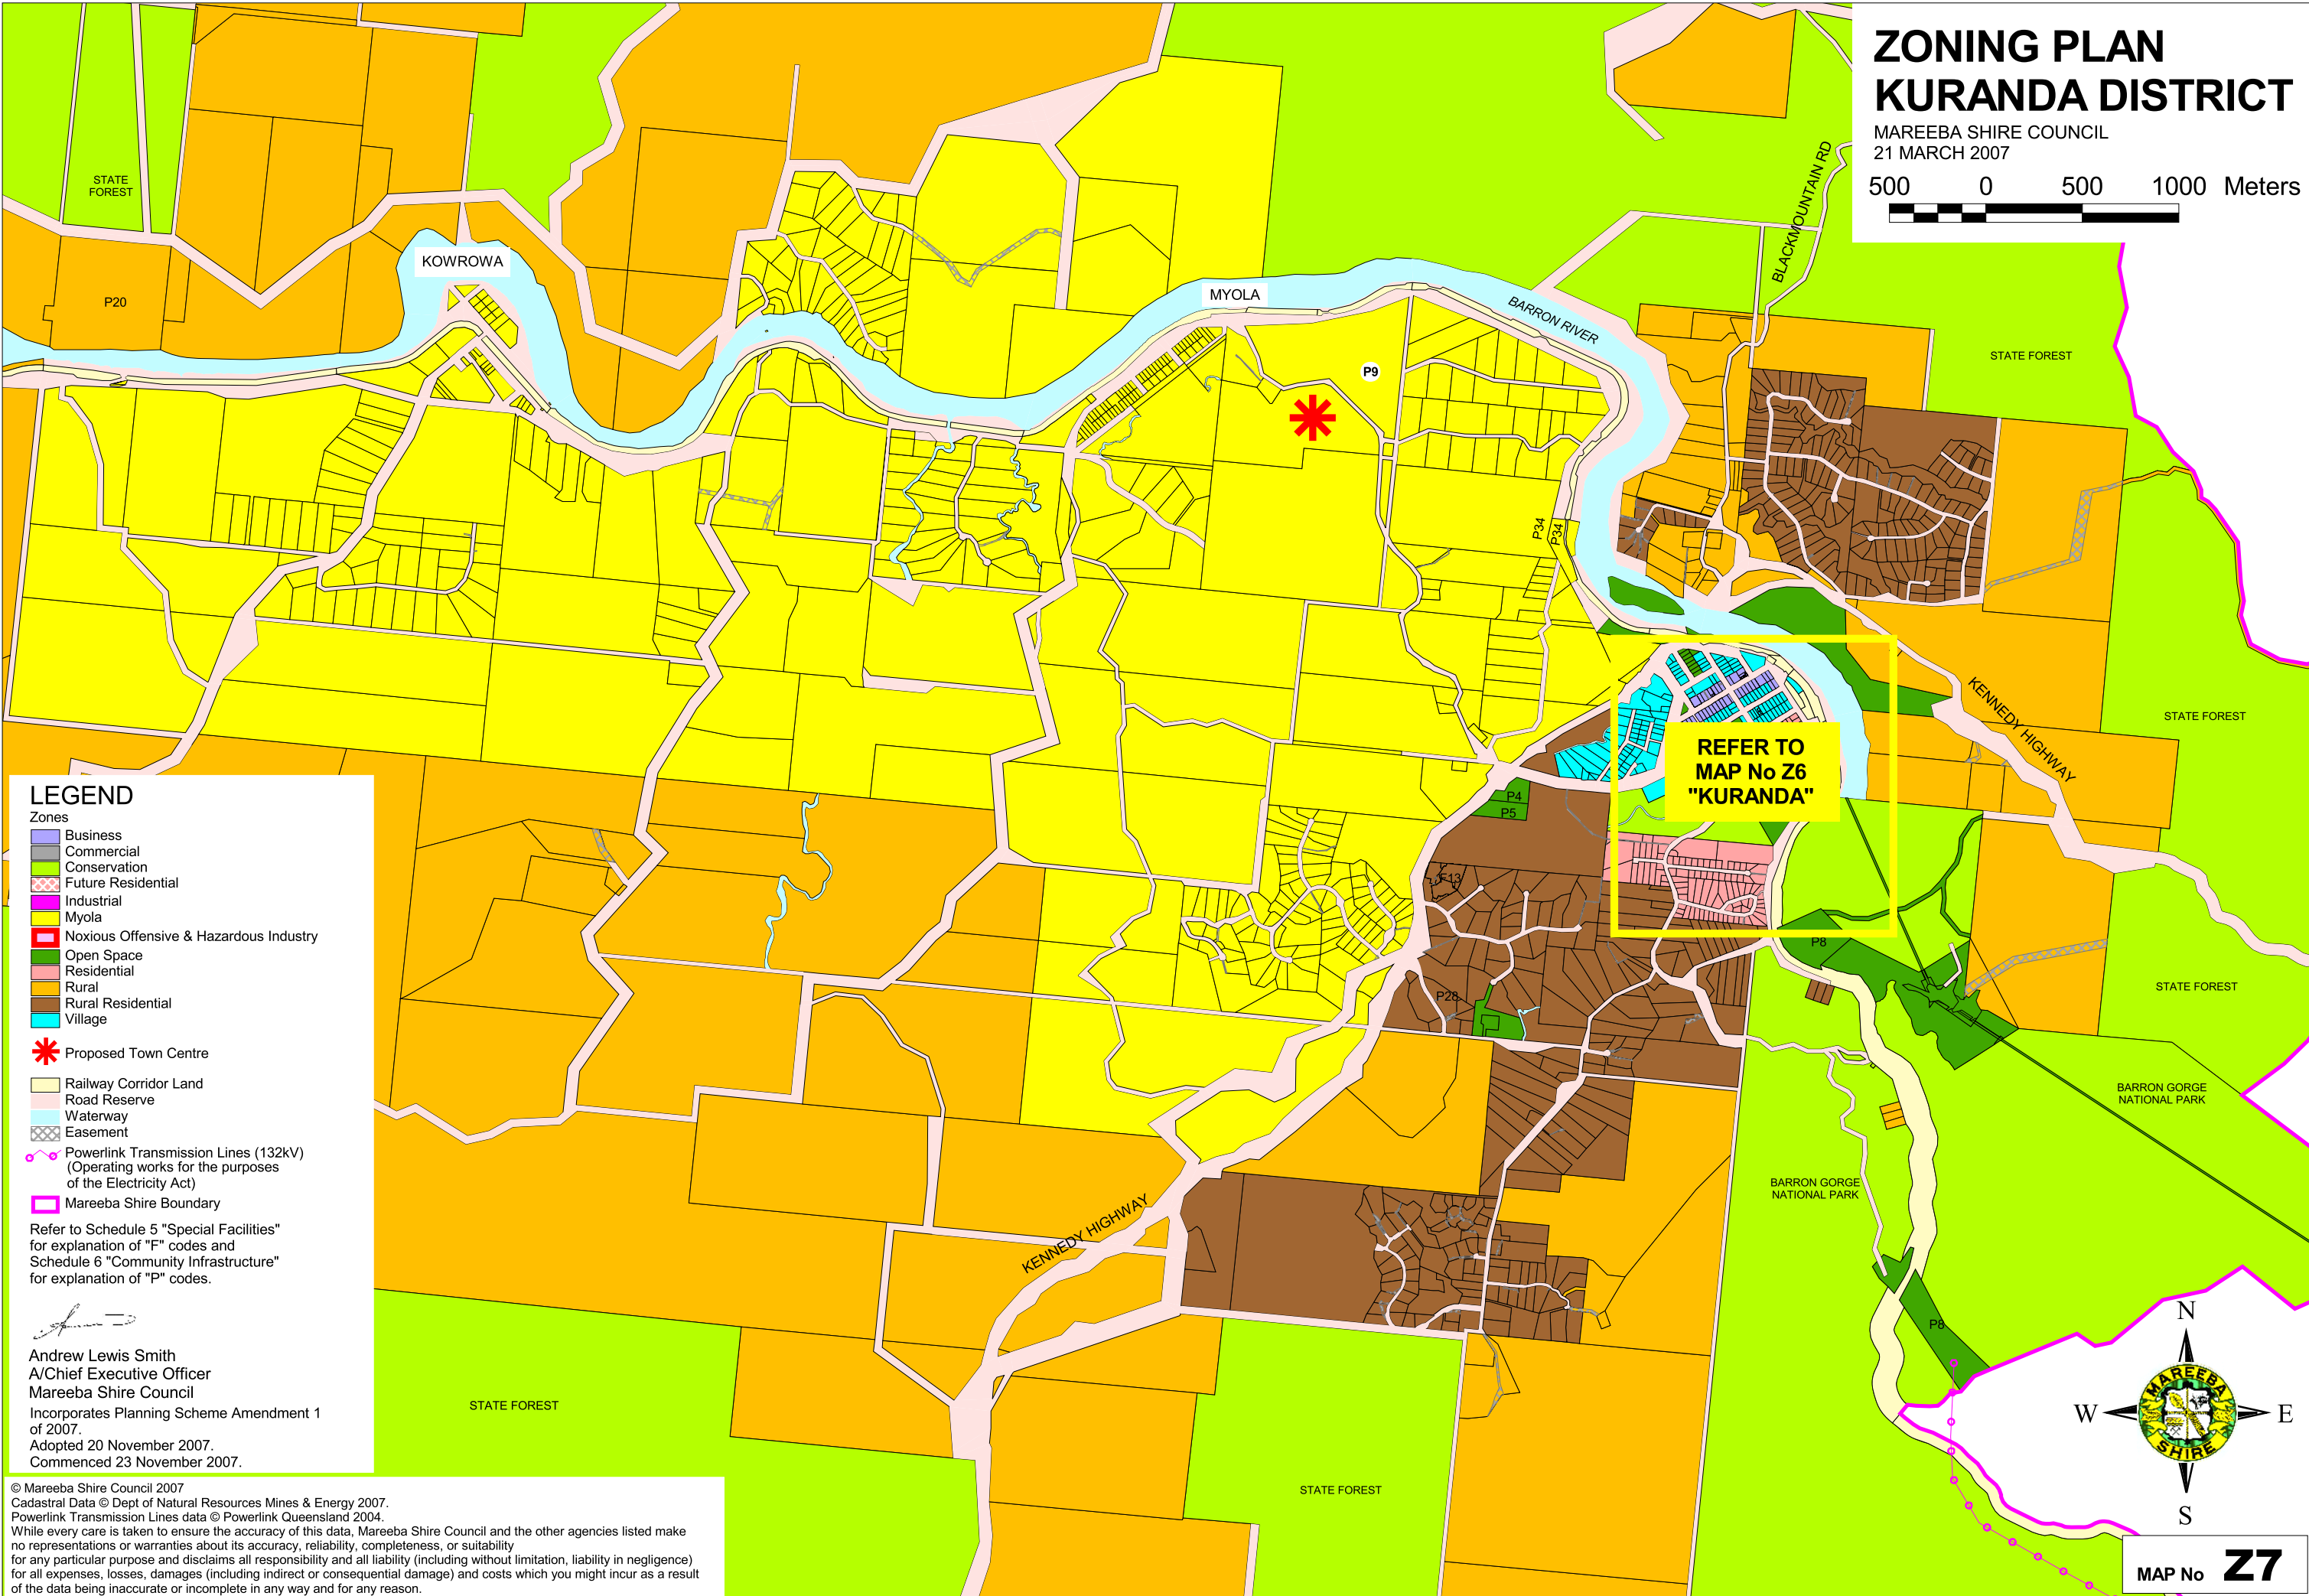 ZONING PLAN
KURANDA DISTRICT
MAREEBA SHIRE COUNCIL
21 MARCH 2007
500 0 500 1000 Meters
STATE
FOREST
P20
KOWROWA
MYOLA
BARRON RIVER
BLACKMOUNTAIN RD
STATE FOREST
P9
P34
P34
KENNEDY HIGHWAY
STATE FOREST
REFER TO
MAP No Z6
"KURANDA"
P4
P5
F13
P8
P28
STATE FOREST
BARRON GORGE
NATIONAL PARK
BARRON GORGE
NATIONAL PARK
KENNEDY HIGHWAY
P8
STATE FOREST
STATE FOREST
LEGEND
Zones
Business
Commercial
Conservation
Future Residential
Industrial
Myola
Noxious Offensive & Hazardous Industry
Open Space
Residential
Rural
Rural Residential
Village
Proposed Town Centre
Railway Corridor Land
Road Reserve
Waterway
Easement
Powerlink Transmission Lines (132kV)
(Operating works for the purposes
of the Electricity Act)
Mareeba Shire Boundary
Refer to Schedule 5 "Special Facilities"
for explanation of "F" codes and
Schedule 6 "Community Infrastructure"
for explanation of "P" codes.
Andrew Lewis Smith
A/Chief Executive Officer
Mareeba Shire Council
Incorporates Planning Scheme Amendment 1
of 2007.
Adopted 20 November 2007.
Commenced 23 November 2007.
© Mareeba Shire Council 2007
Cadastral Data © Dept of Natural Resources Mines & Energy 2007.
Powerlink Transmission Lines data © Powerlink Queensland 2004.
While every care is taken to ensure the accuracy of this data, Mareeba Shire Council and the other agencies listed make
no representations or warranties about its accuracy, reliability, completeness, or suitability
for any particular purpose and disclaims all responsibility and all liability (including without limitation, liability in negligence)
for all expenses, losses, damages (including indirect or consequential damage) and costs which you might incur as a result
of the data being inaccurate or incomplete in any way and for any reason.
N
W
E
S
MAREEBA
SHIRE
MAP No Z7